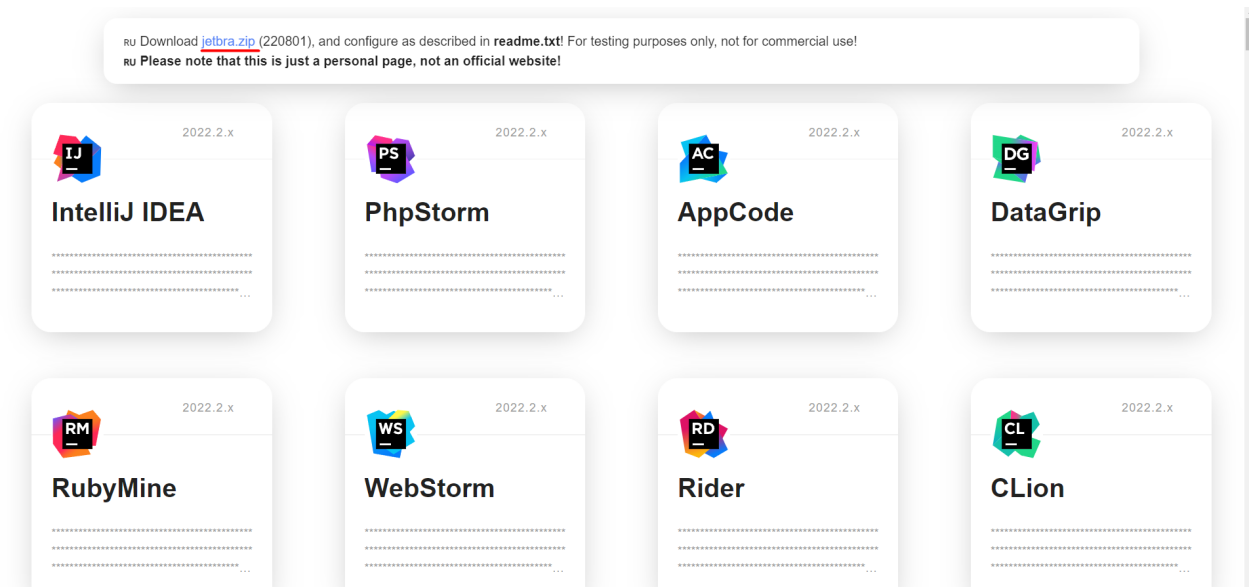 RU Download jetbra.zip (220801), and configure as described in readme.txt! For testing purposes only, not for commercial use!
RU Please note that this is just a personal page, not an official website!
2022.2.x
IJ
IntelliJ IDEA
*********************************************
*********************************************
******************************************...
2022.2.x
PS
PhpStorm
*********************************************
*********************************************
******************************************...
2022.2.x
AC
AppCode
*********************************************
*********************************************
******************************************...
2022.2.x
DG
DataGrip
*********************************************
*********************************************
******************************************...
2022.2.x
RM
RubyMine
*********************************************
*********************************************
******************************************...
2022.2.x
WS
WebStorm
*********************************************
*********************************************
******************************************...
2022.2.x
RD
Rider
*********************************************
*********************************************
******************************************...
2022.2.x
CL
CLion
*********************************************
*********************************************
******************************************...